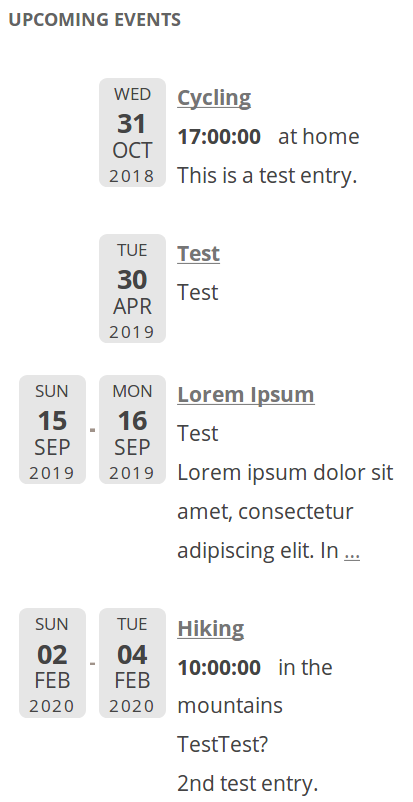 UPCOMING EVENTS
WED
31
OCT
2018
Cycling
17:00:00 at home
This is a test entry.
TUE
30
APR
2019
Test
Test
SUN
15
SEP
2019
-
MON
16
SEP
2019
Lorem Ipsum
Test
Lorem ipsum dolor sit
amet, consectetur
adipiscing elit. In ...
SUN
02
FEB
2020
-
TUE
04
FEB
2020
Hiking
10:00:00 in the
mountains
TestTest?
2nd test entry.